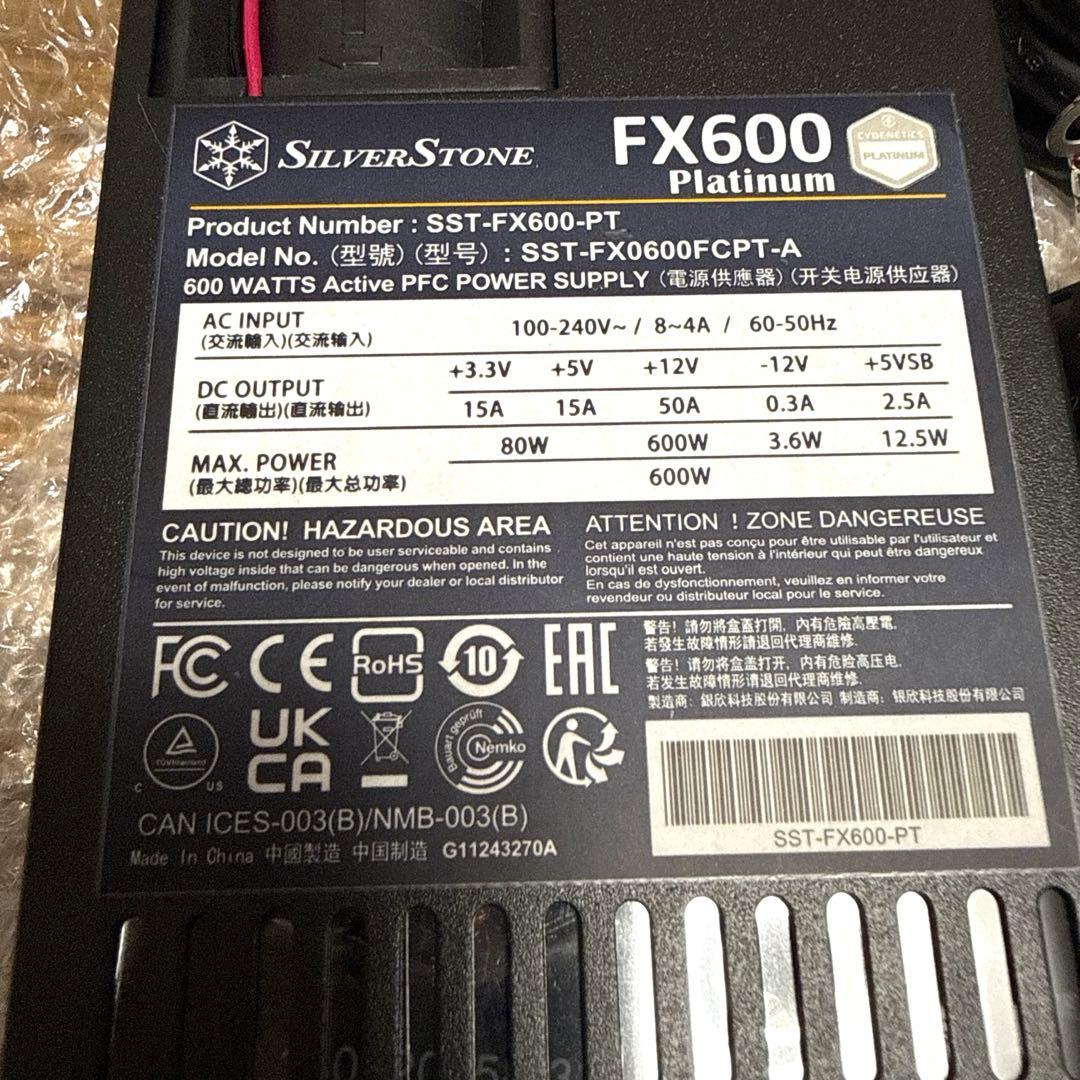 SILVERSTONE
FX600
Platinum
CYBENETICS
PLATINUM
Product Number : SST-FX600-PT
Model No. (型號) (型号) : SST-FX0600FCPT-A
600 WATTS Active PFC POWER SUPPLY (電源供應器) (开关电源供应器)
AC INPUT
(交流輸入)(交流输入)
100-240V~ / 8~4A / 60-50Hz
DC OUTPUT
(直流輸出)(直流输出)
+3.3V +5V +12V -12V +5VSB
15A 15A 50A 0.3A 2.5A
MAX. POWER
(最大總功率)(最大总功率)
80W 600W 3.6W 12.5W
600W
CAUTION! HAZARDOUS AREA
This device is not designed to be user serviceable and contains
high voltage inside that can be dangerous when opened. In the
event of malfunction, please notify your dealer or local distributor
for service.
ATTENTION ! ZONE DANGEREUSE
Cet appareil n'est pas conçu pour être utilisable par l'utilisateur et
contient une haute tension à l'intérieur qui peut être dangereux
lorsqu'il est ouvert.
En cas de dysfonctionnement, veuillez en informer votre
revendeur ou distributeur local pour le service.
FC CE RoHS 10 EAC
警告! 請勿將盒蓋打開, 內有危險高壓電.
若發生故障情形請退回代理商維修.
警告! 请勿将盒盖打开, 内有危险高压电.
若发生故障情形请退回代理商维修.
製造商: 銀欣科技股份有限公司 制造商: 银欣科技股份有限公司
TÜVRheinland
C US
UK
CA
Bauart geprüft
Nemko
CAN ICES-003(B)/NMB-003(B)
Made In China 中國製造 中国制造 G11243270A
SST-FX600-PT